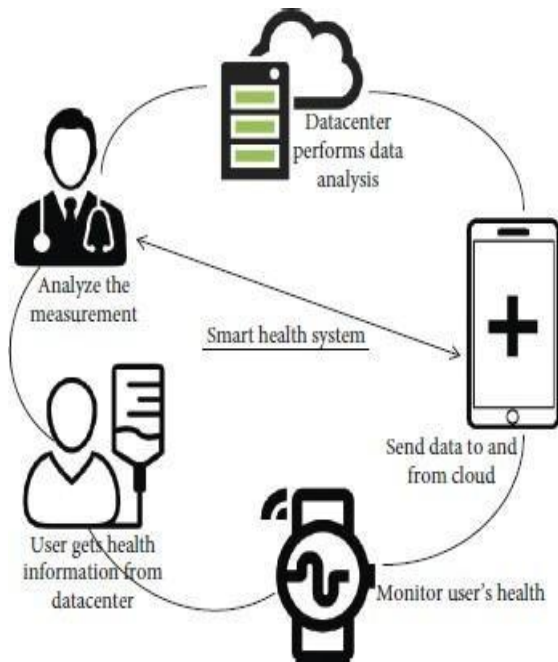 Datacenter
performs data
analysis
Analyze the
measurement
Smart health system
Send data to and
from cloud
User gets health
information from
datacenter
Monitor user's health